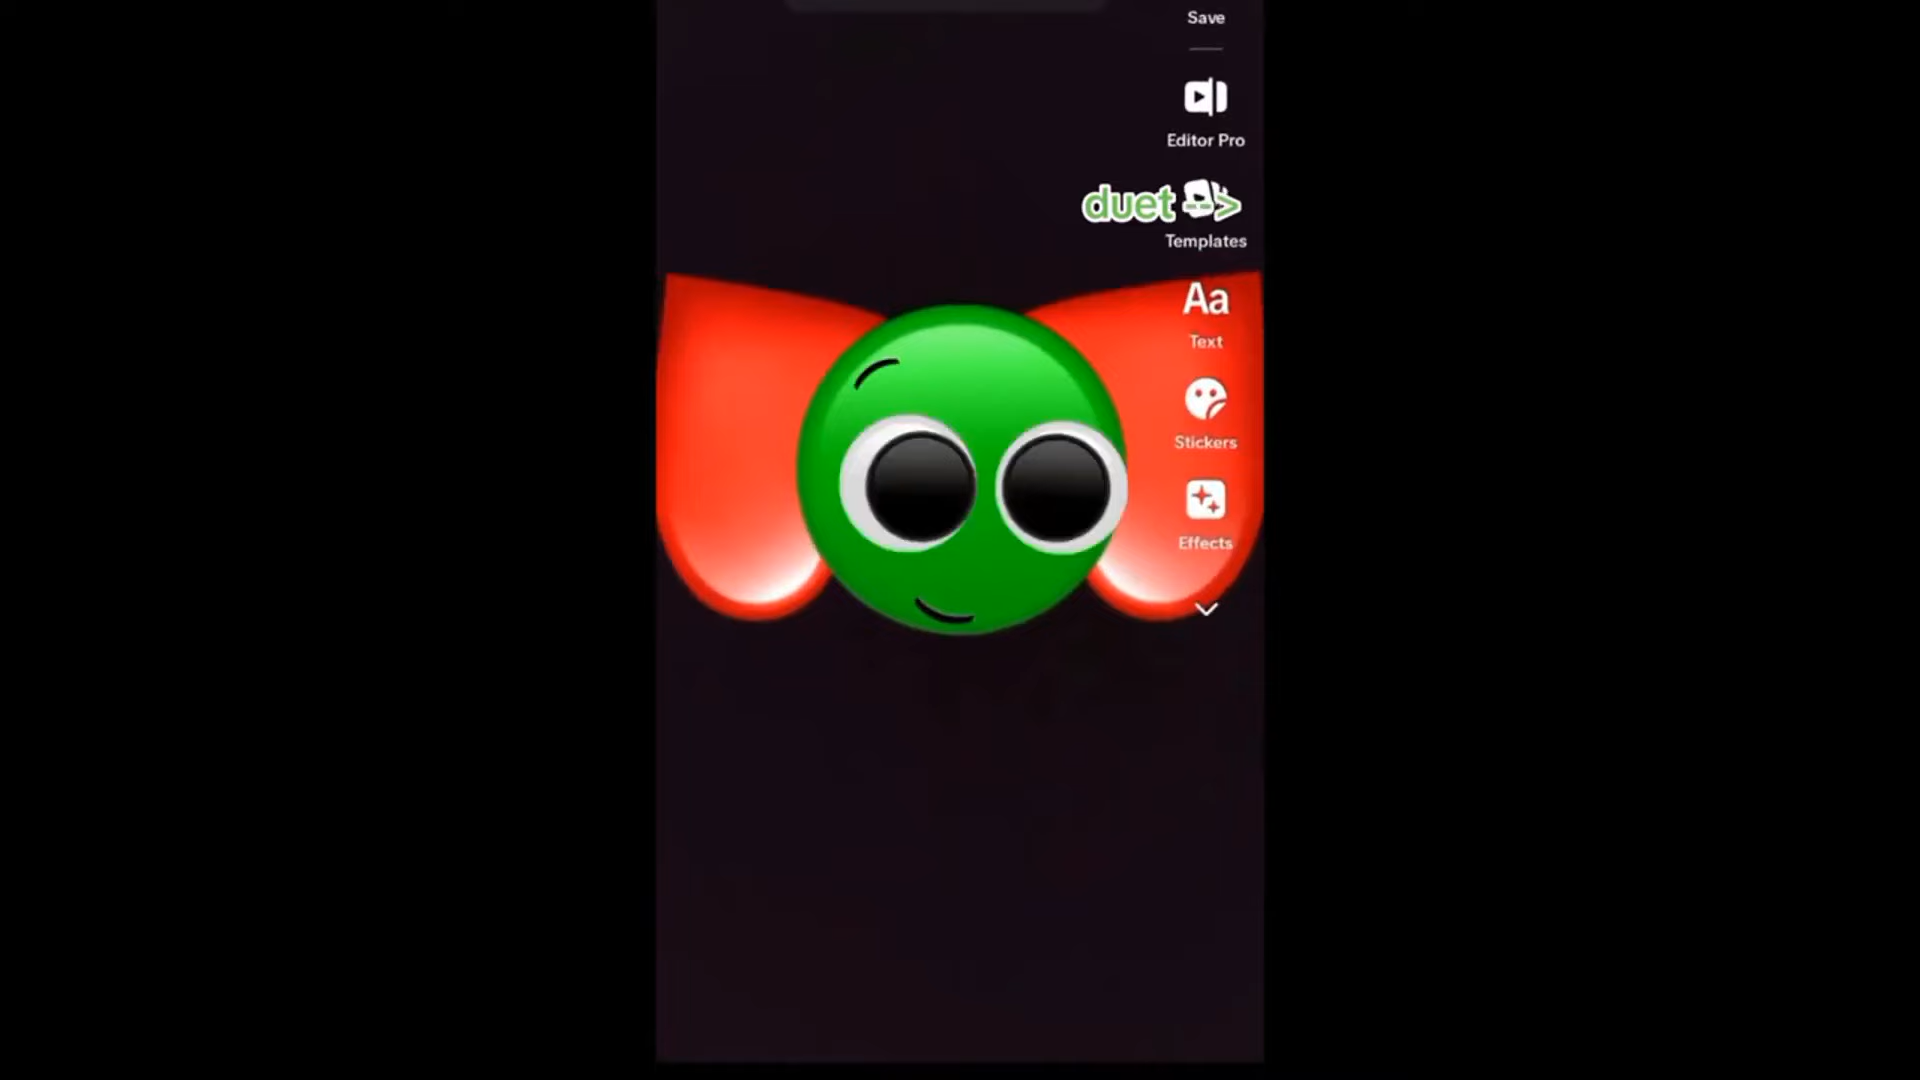 Save
Editor Pro
duet -->
Templates
Aa
Text
Stickers
Effects